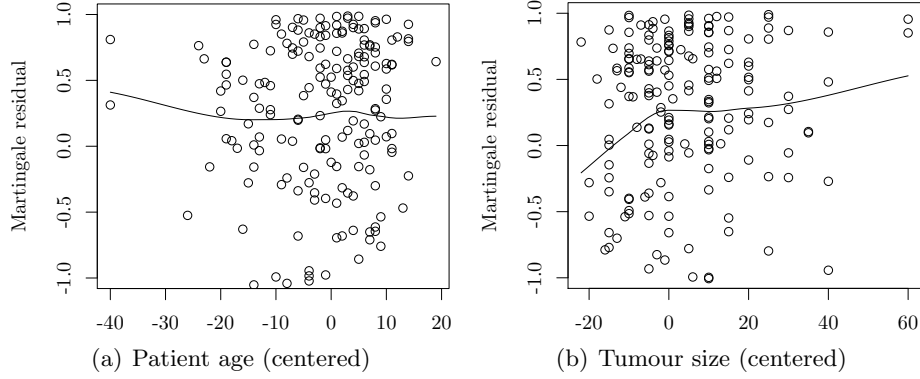 Martingale residual
1.0
0.5
0.0
-0.5
-1.0
-40 -30 -20 -10 0 10 20
(a) Patient age (centered)
Martingale residual
1.0
0.5
0.0
-0.5
-1.0
-20 0 20 40 60
(b) Tumour size (centered)